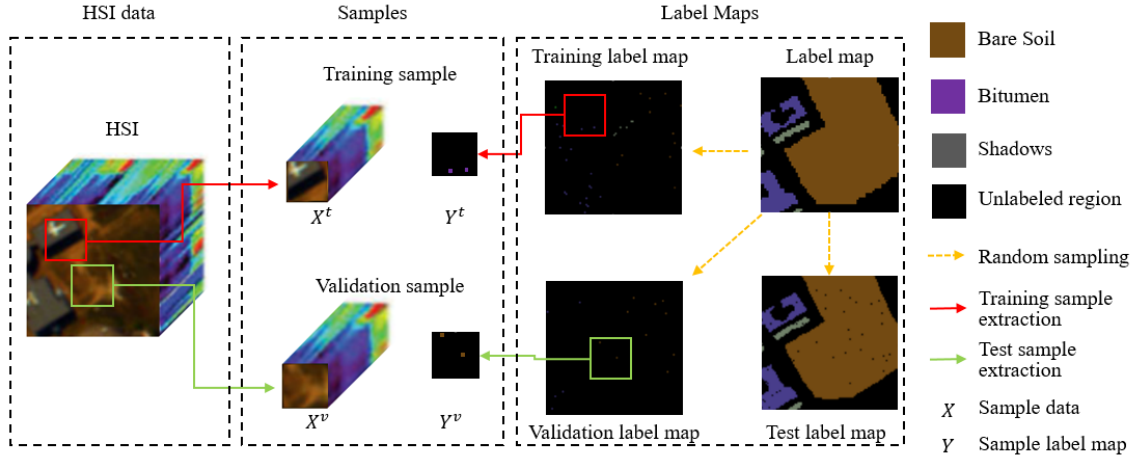 HSI data
Samples
Label Maps
HSI
Training sample
X^t
Y^t
Validation sample
X^v
Y^v
Training label map
Label map
Validation label map
Test label map
Bare Soil
Bitumen
Shadows
Unlabeled region
Random sampling
Training sample
extraction
Test sample
extraction
X Sample data
Y Sample label map